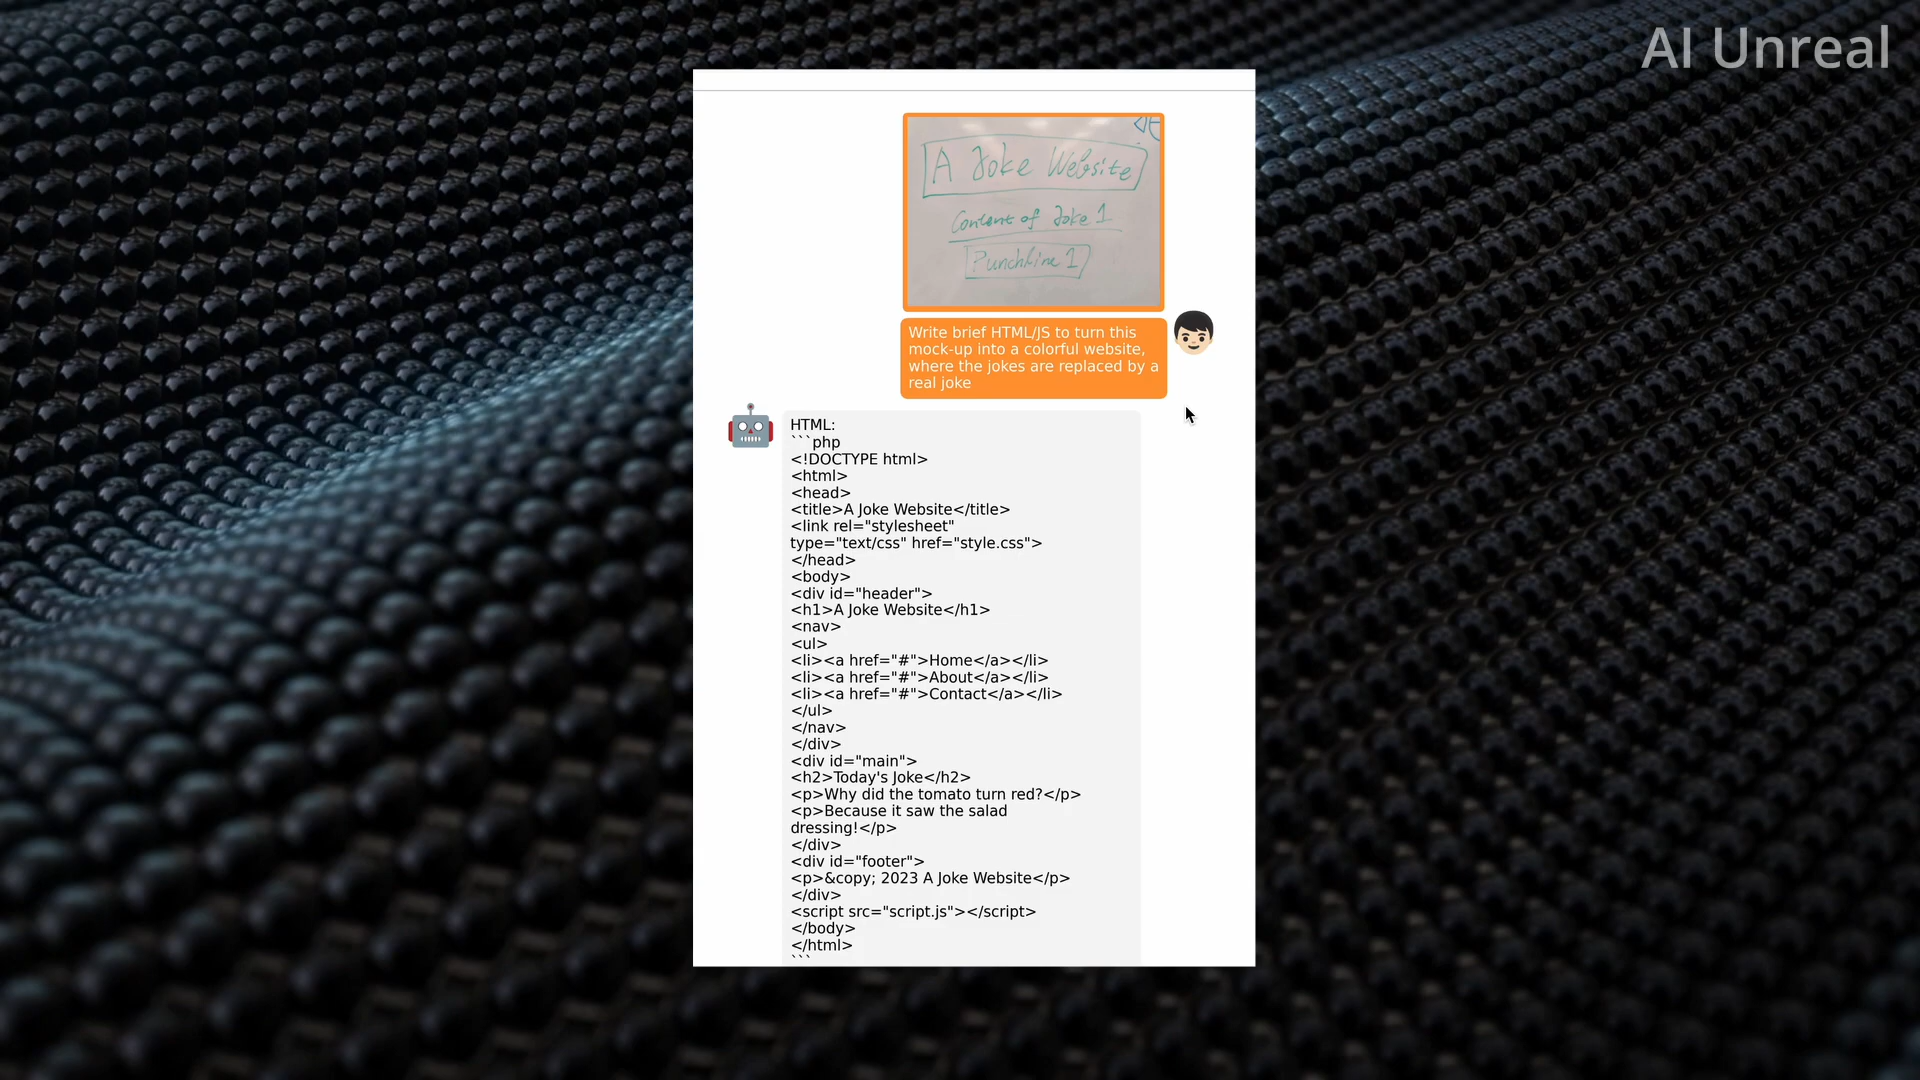 AI Unreal
A Joke Website
Content of Joke 1
Punchline 1
Write brief HTML/JS to turn this
mock-up into a colorful website,
where the jokes are replaced by a
real joke
HTML:
```php
<!DOCTYPE html>
<html>
<head>
<title>A Joke Website</title>
<link rel="stylesheet"
type="text/css" href="style.css">
</head>
<body>
<div id="header">
<h1>A Joke Website</h1>
<nav>
<ul>
<li><a href="#">Home</a></li>
<li><a href="#">About</a></li>
<li><a href="#">Contact</a></li>
</ul>
</nav>
</div>
<div id="main">
<h2>Today's Joke</h2>
<p>Why did the tomato turn red?</p>
<p>Because it saw the salad
dressing!</p>
</div>
<div id="footer">
<p>&copy; 2023 A Joke Website</p>
</div>
<script src="script.js"></script>
</body>
</html>
```